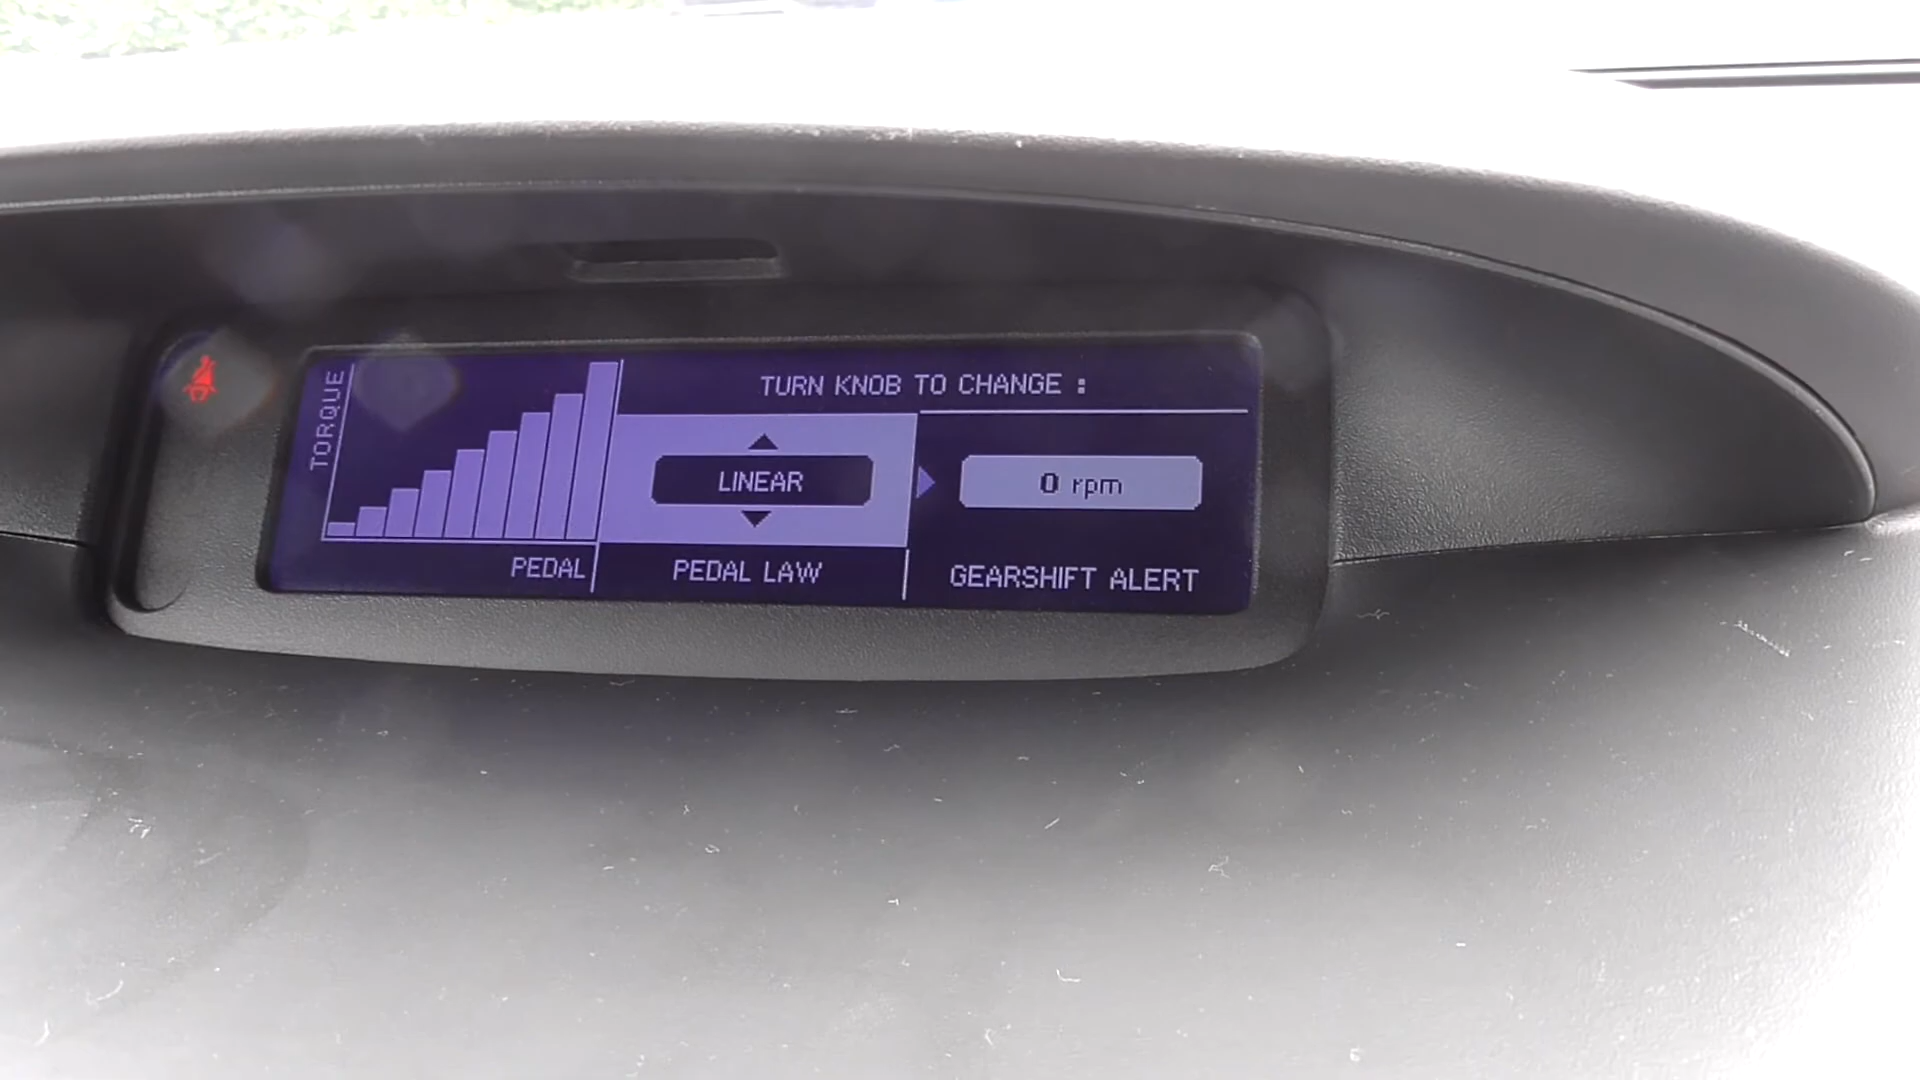 TORQUE
TURN KNOB TO CHANGE :
LINEAR
0 rpm
PEDAL
PEDAL LAW
GEARSHIFT ALERT